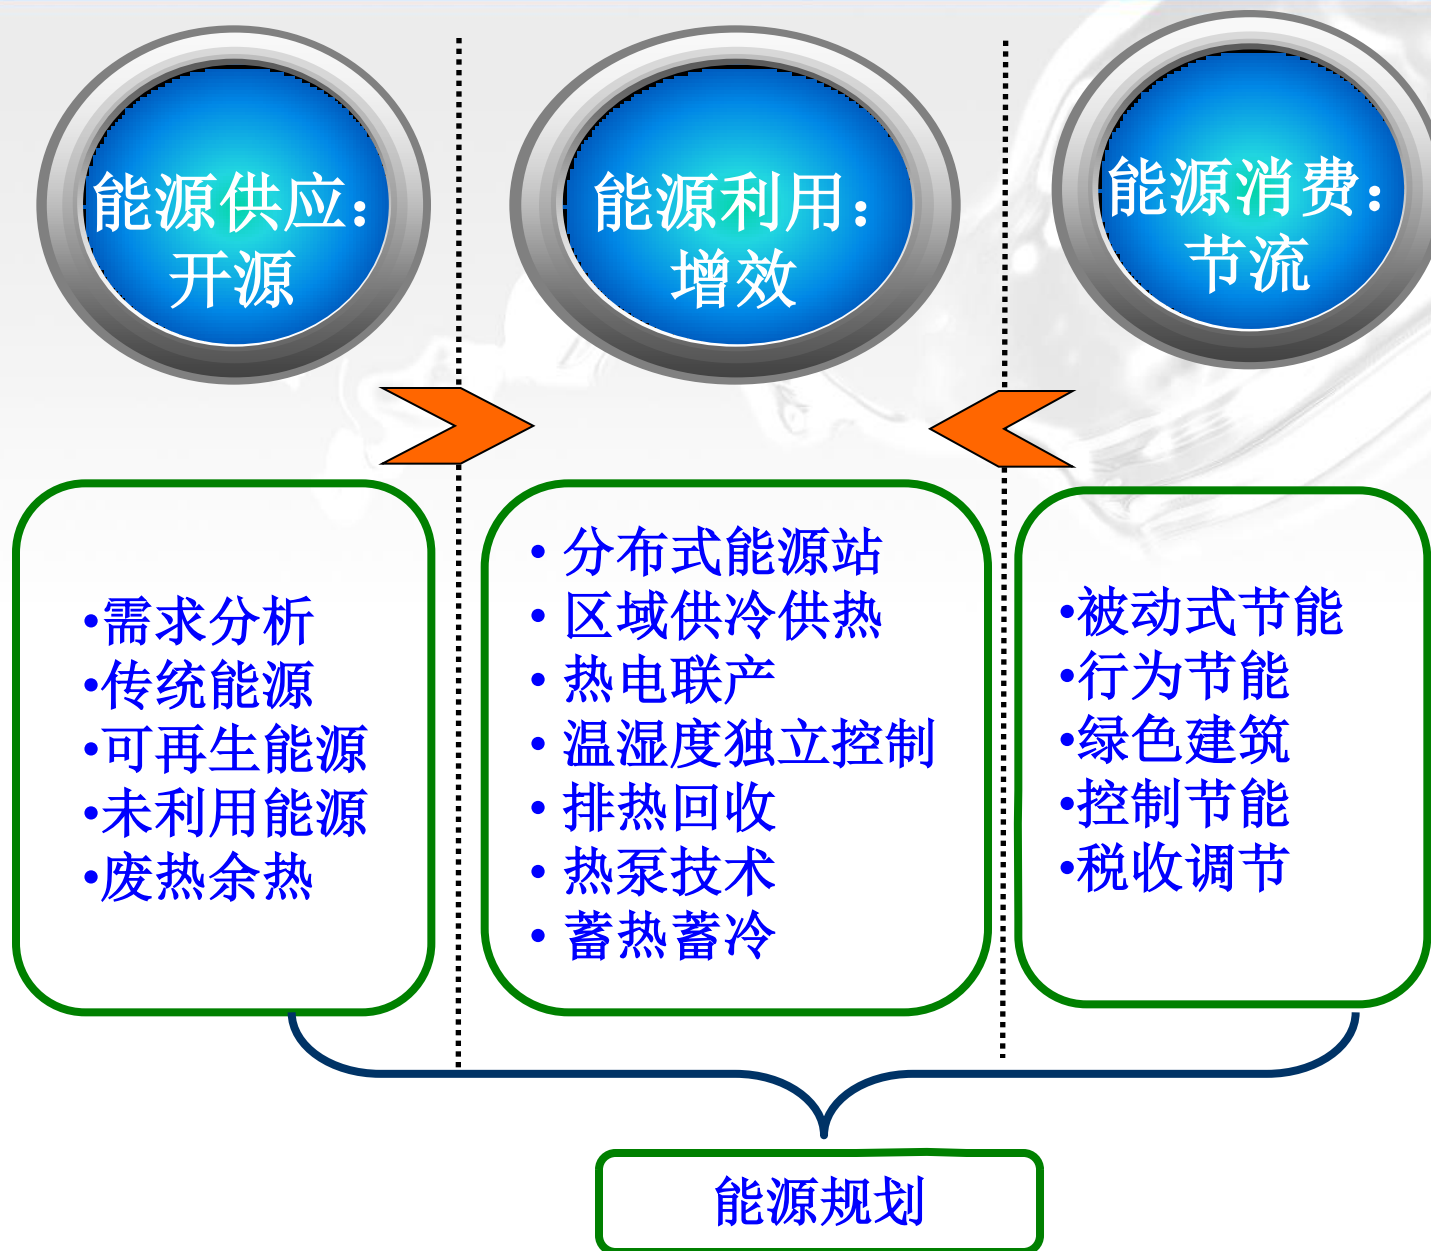 能源供应：
开源
能源利用：
增效
能源消费：
节流
•需求分析
•传统能源
•可再生能源
•未利用能源
•废热余热
• 分布式能源站
• 区域供冷供热
• 热电联产
• 温湿度独立控制
• 排热回收
• 热泵技术
• 蓄热蓄冷
•被动式节能
•行为节能
•绿色建筑
•控制节能
•税收调节
能源规划